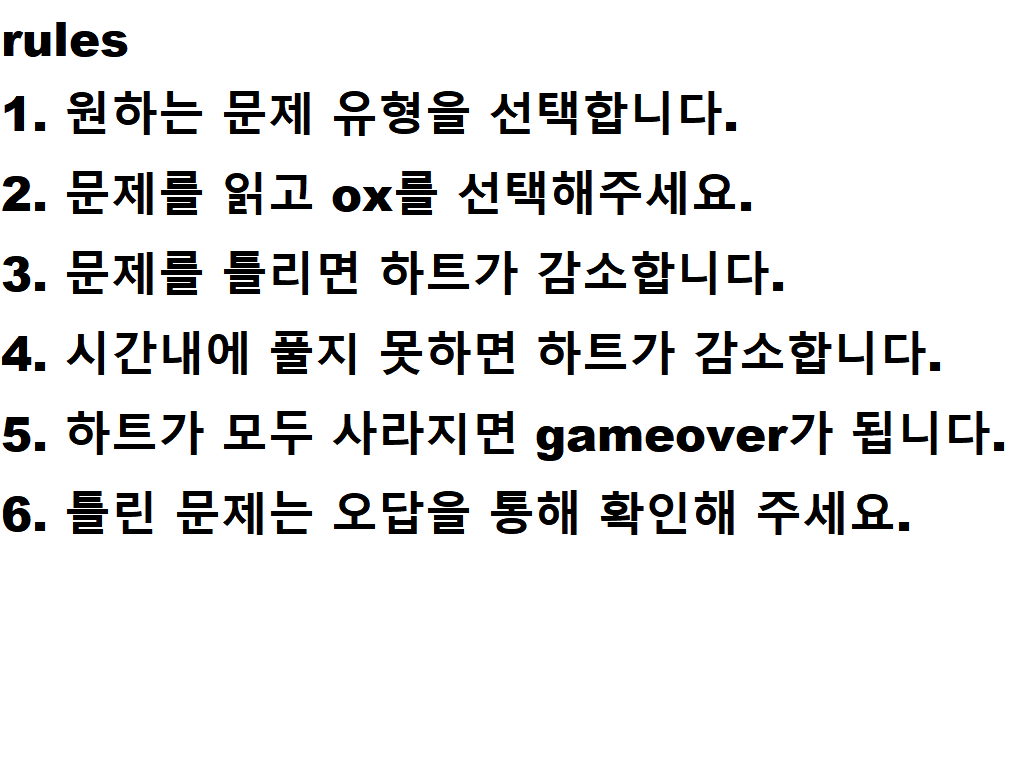 rules
1. 원하는 문제 유형을 선택합니다.
2. 문제를 읽고 ox를 선택해주세요.
3. 문제를 틀리면 하트가 감소합니다.
4. 시간내에 풀지 못하면 하트가 감소합니다.
5. 하트가 모두 사라지면 gameover가 됩니다.
6. 틀린 문제는 오답을 통해 확인해 주세요.